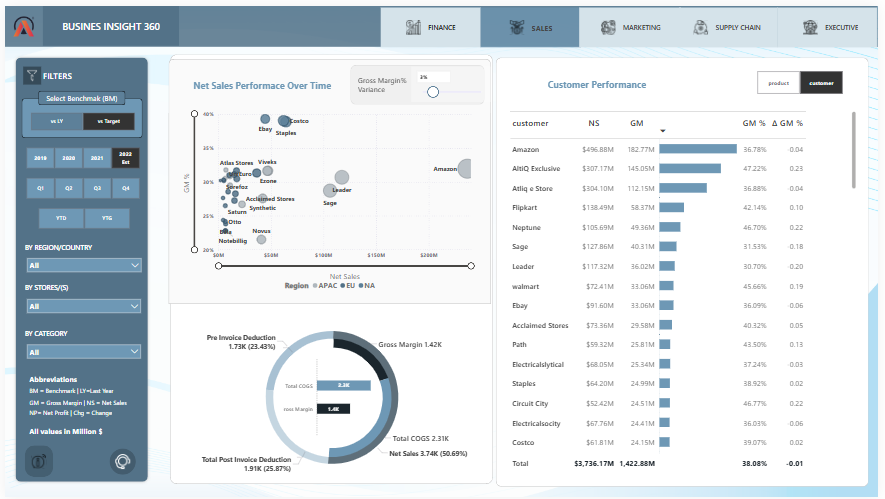 BUSINES INSIGHT 360
FINANCE
SALES
MARKETING
SUPPLY CHAIN
EXECUTIVE
FILTERS
Select Benchmak (BM)
vs LY
vs Target
2019
2020
2021
2022
Est
Q1
Q2
Q3
Q4
YTD
YTG
BY REGION/COUNTRY
All
BY STORES/(S)
All
BY CATEGORY
All
Abbreviations
BM = Benchmark | LY=Last Year
GM = Gross Margin | NS = Net Sales
NP= Net Profit | Chg = Change
All values in Million $
Net Sales Performace Over Time
Gross Margin%
Variance
3%
40%
35%
30%
25%
20%
GM %
Ebay
Costco
Staples
Atlas Stores
Viveks
Euro
Ezone
Sorefoz
Acclaimed Stores
Synthetic
Saturn
Otto
Notebillig
Novus
Leader
Sage
Amazon
$0M
$50M
$100M
$150M
$200M
Net Sales
Region
APAC
EU
NA
Pre Invoice Deduction
1.73K (23.43%)
Gross Margin 1.42K
Total COGS
2.3K
ross Margin
1.4K
Total COGS 2.31K
Net Sales 3.74K (50.69%)
Total Post Invoice Deduction
1.91K (25.87%)
Customer Performance
product
customer
customer NS GM GM % Δ GM %
Amazon $496.88M 182.77M 36.78% -0.04
AltiQ Exclusive $307.17M 145.05M 47.22% 0.23
Atliq e Store $304.10M 112.15M 36.88% -0.04
Flipkart $138.49M 58.37M 42.14% 0.10
Neptune $105.69M 49.36M 46.70% 0.22
Sage $127.86M 40.31M 31.53% -0.18
Leader $117.32M 36.02M 30.70% 0.20
walmart $72.41M 33.06M 45.66% 0.19
Ebay $91.60M 33.06M 36.09% -0.06
Acclaimed Stores $73.36M 29.58M 40.32% 0.05
Path $59.32M 25.81M 43.50% 0.13
Electricalslytical $68.05M 25.34M 37.24% -0.03
Staples $64.20M 24.99M 38.92% 0.02
Circuit City $52.42M 24.51M 46.77% 0.22
Electricalsocity $67.76M 24.41M 36.03% -0.06
Costco $61.81M 24.15M 39.07% 0.02
Total $3,736.17M 1,422.88M 38.08% -0.01